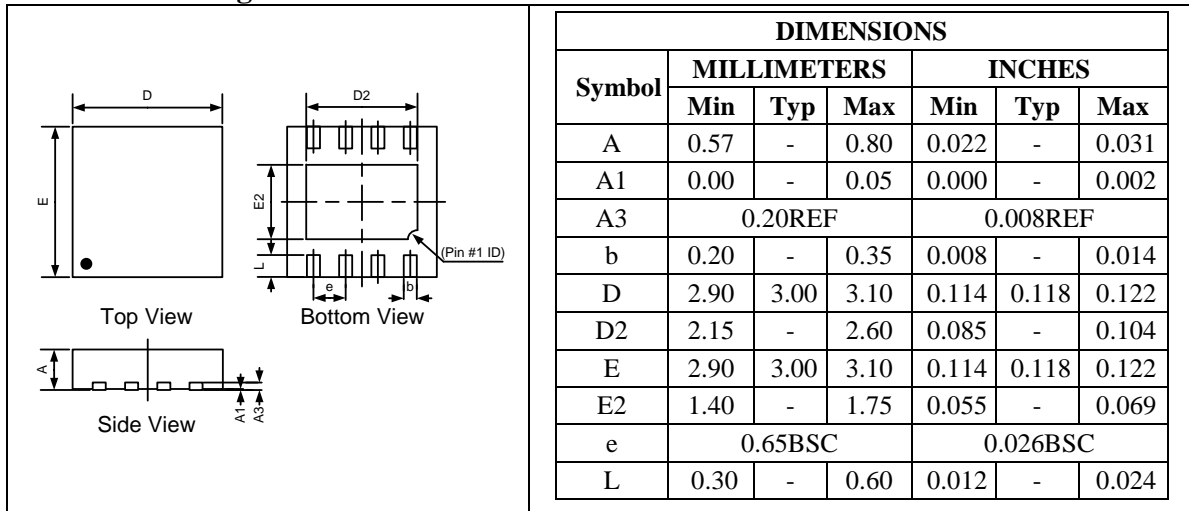 D
E
Top View
D2
E2
(Pin #1 ID)
L
e
b
Bottom View
A
A1
A3
Side View
DIMENSIONS
Symbol MILLIMETERS INCHES
Min Typ Max Min Typ Max
A 0.57 - 0.80 0.022 - 0.031
A1 0.00 - 0.05 0.000 - 0.002
A3 0.20REF 0.008REF
b 0.20 - 0.35 0.008 - 0.014
D 2.90 3.00 3.10 0.114 0.118 0.122
D2 2.15 - 2.60 0.085 - 0.104
E 2.90 3.00 3.10 0.114 0.118 0.122
E2 1.40 - 1.75 0.055 - 0.069
e 0.65BSC 0.026BSC
L 0.30 - 0.60 0.012 - 0.024